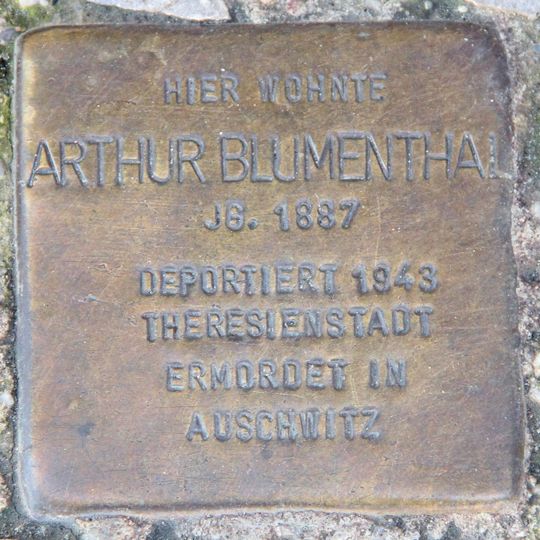 HIER WOHNTE
ARTHUR BLUMENTHAL
JG. 1887
DEPORTIERT 1943
THERESIENSTADT
ERMORDET IN
AUSCHWITZ